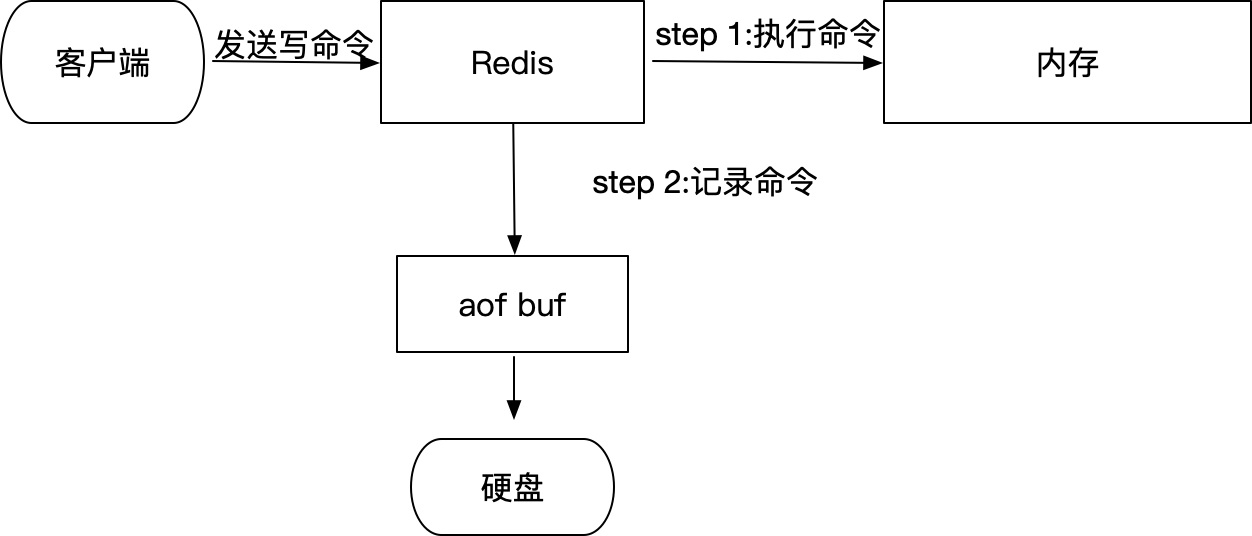 客户端
发送写命令
Redis
step 1:执行命令
内存
step 2:记录命令
aof buf
硬盘